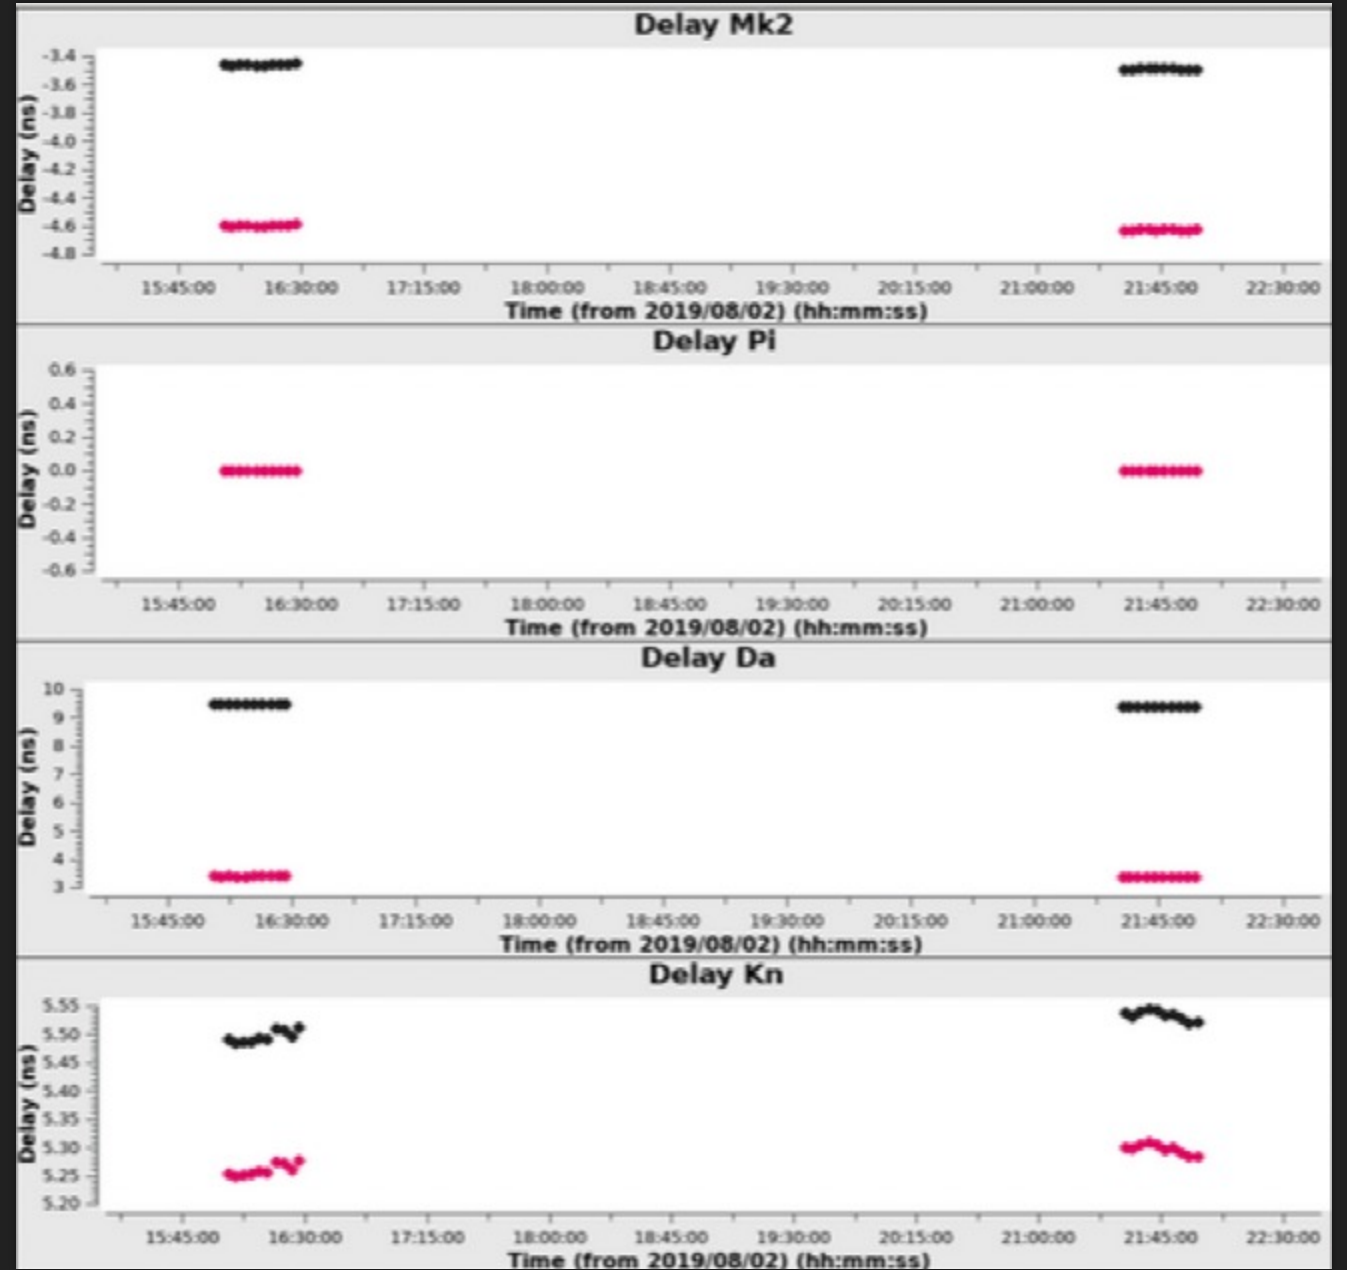 Delay Mk2
-3.4
-3.6
-3.8
-4.0
-4.2
-4.4
-4.6
-4.8
Delay (ns)
15:45:00 16:30:00 17:15:00 18:00:00 18:45:00 19:30:00 20:15:00 21:00:00 21:45:00 22:30:00
Time (from 2019/08/02) (hh:mm:ss)
Delay Pi
0.6
0.4
0.2
0.0
-0.2
-0.4
-0.6
Delay (ns)
15:45:00 16:30:00 17:15:00 18:00:00 18:45:00 19:30:00 20:15:00 21:00:00 21:45:00 22:30:00
Time (from 2019/08/02) (hh:mm:ss)
Delay Da
10
9
8
7
6
5
4
3
Delay (ns)
15:45:00 16:30:00 17:15:00 18:00:00 18:45:00 19:30:00 20:15:00 21:00:00 21:45:00 22:30:00
Time (from 2019/08/02) (hh:mm:ss)
Delay Kn
5.55
5.50
5.45
5.40
5.35
5.30
5.25
5.20
Delay (ns)
15:45:00 16:30:00 17:15:00 18:00:00 18:45:00 19:30:00 20:15:00 21:00:00 21:45:00 22:30:00
Time (from 2019/08/02) (hh:mm:ss)